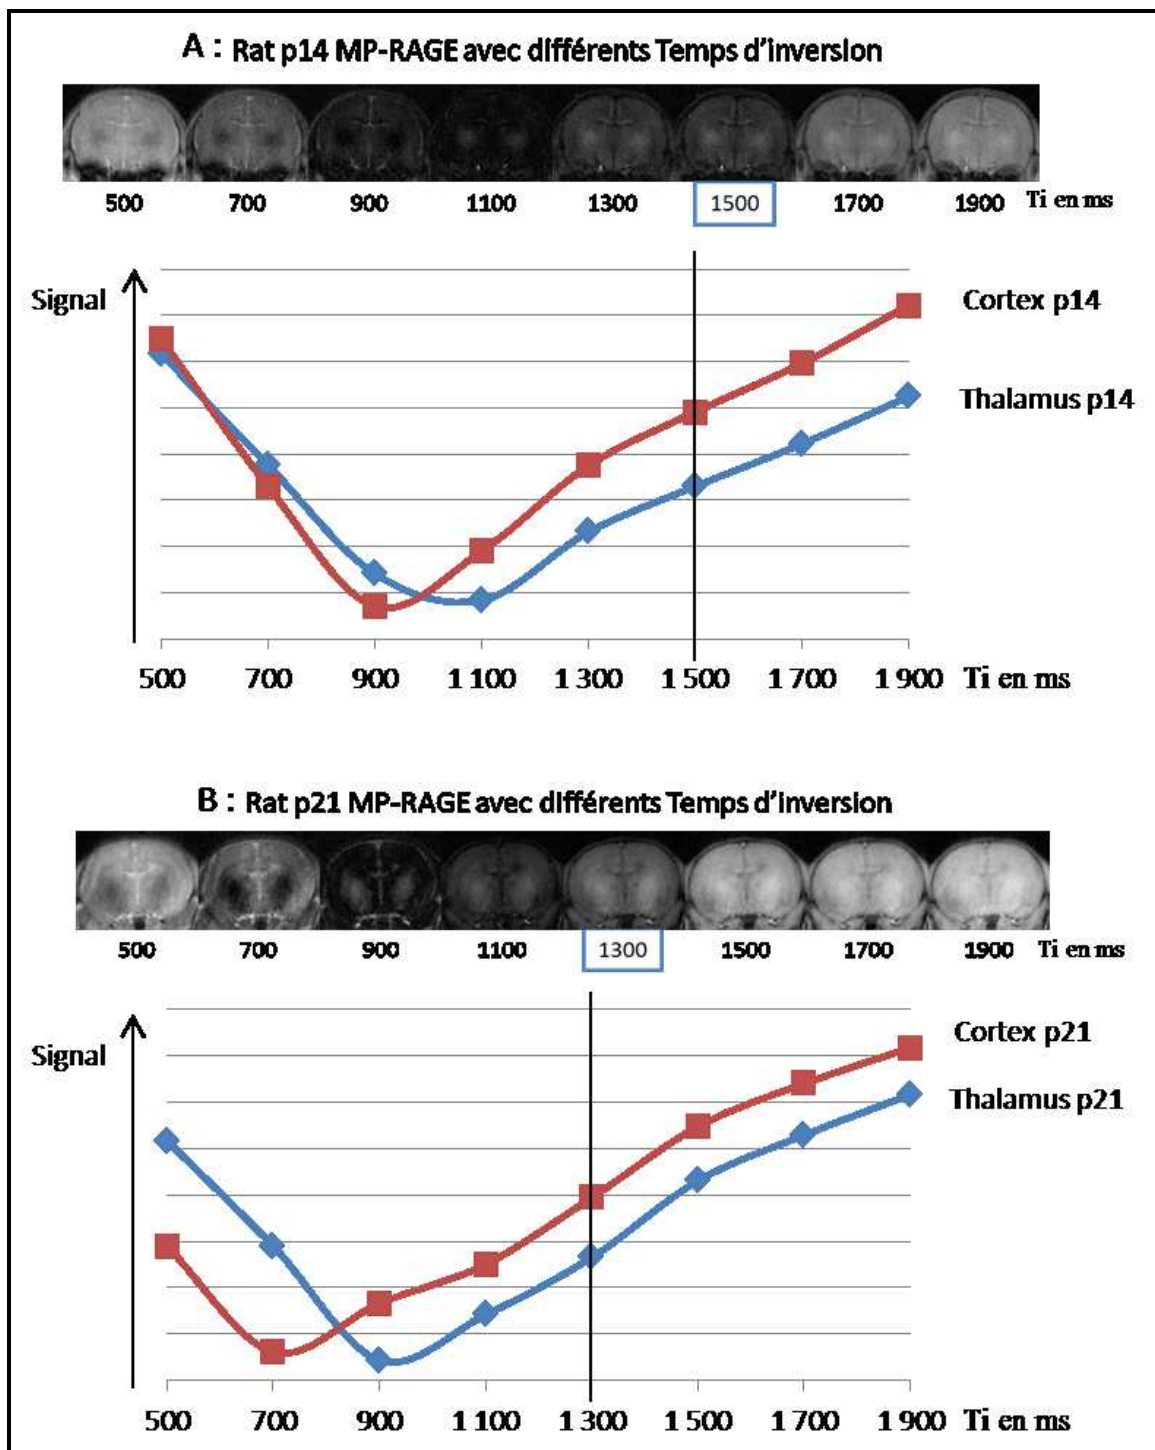 A : Rat p14 MP-RAGE avec différents Temps d'inversion
500 700 900 1100 1300 1500 1700 1900 Ti en ms
Signal
Cortex p14
Thalamus p14
500 700 900 1 100 1 300 1 500 1 700 1 900 Ti en ms
B : Rat p21 MP-RAGE avec différents Temps d'inversion
500 700 900 1100 1300 1500 1700 1900 Ti en ms
Signal
Cortex p21
Thalamus p21
500 700 900 1 100 1 300 1 500 1 700 1 900 Ti en ms